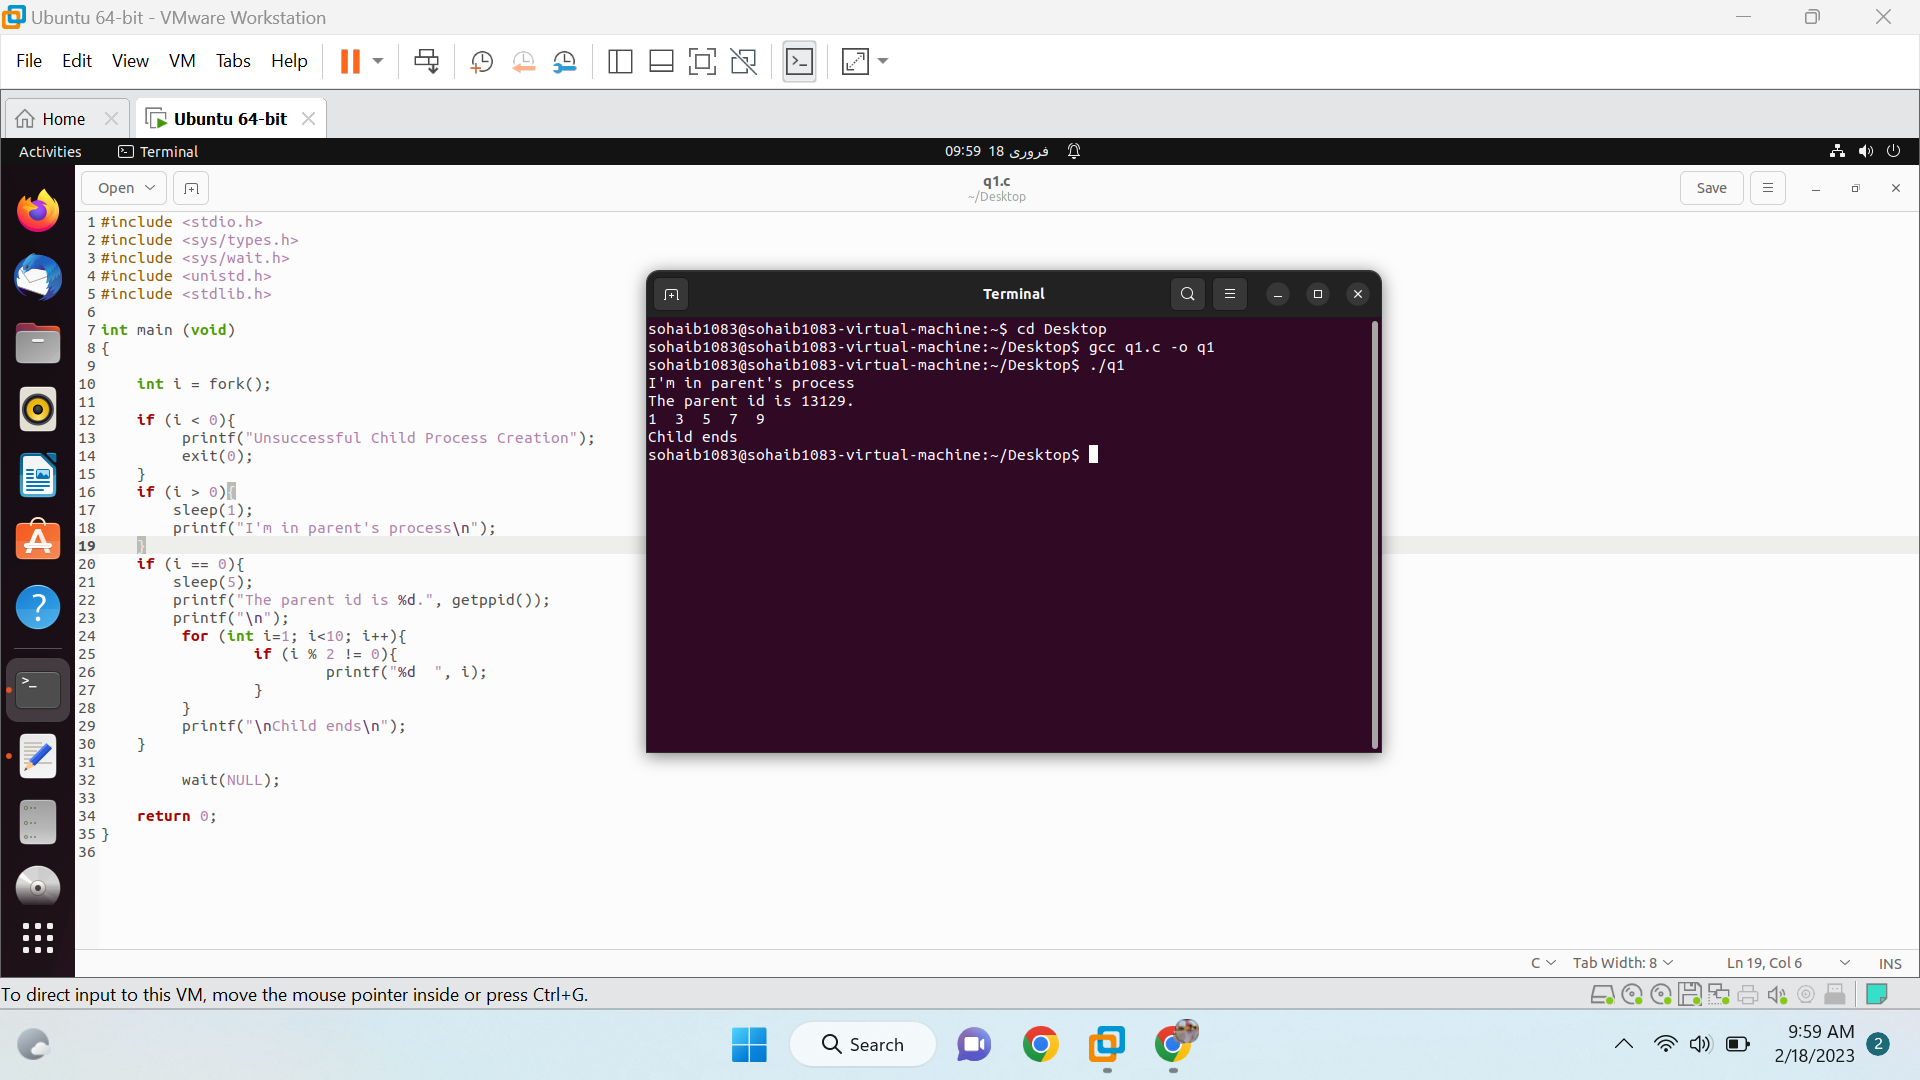 Ubuntu 64-bit - VMware Workstation
File Edit View VM Tabs Help
Home
Ubuntu 64-bit
Activities
Terminal
09:59 18 فروری
Open
q1.c
~/Desktop
Save
1 #include <stdio.h>
2 #include <sys/types.h>
3 #include <sys/wait.h>
4 #include <unistd.h>
5 #include <stdlib.h>
6
7 int main (void)
8 {
9
10 int i = fork();
11
12 if (i < 0){
13 printf("Unsuccessful Child Process Creation");
14 exit(0);
15 }
16 if (i > 0){
17 sleep(1);
18 printf("I'm in parent's process\n");
19 }
20 if (i == 0){
21 sleep(5);
22 printf("The parent id is %d.", getppid());
23 printf("\n");
24 for (int i=1; i<10; i++){
25 if (i % 2 != 0){
26 printf("%d  ", i);
27 }
28 }
29 printf("\nChild ends\n");
30 }
31
32 wait(NULL);
33
34 return 0;
35 }
36
Terminal
sohaib1083@sohaib1083-virtual-machine:~$ cd Desktop
sohaib1083@sohaib1083-virtual-machine:~/Desktop$ gcc q1.c -o q1
sohaib1083@sohaib1083-virtual-machine:~/Desktop$ ./q1
I'm in parent's process
The parent id is 13129.
1  3  5  7  9
Child ends
sohaib1083@sohaib1083-virtual-machine:~/Desktop$
C
Tab Width: 8
Ln 19, Col 6
INS
To direct input to this VM, move the mouse pointer inside or press Ctrl+G.
Search
9:59 AM
2/18/2023
2